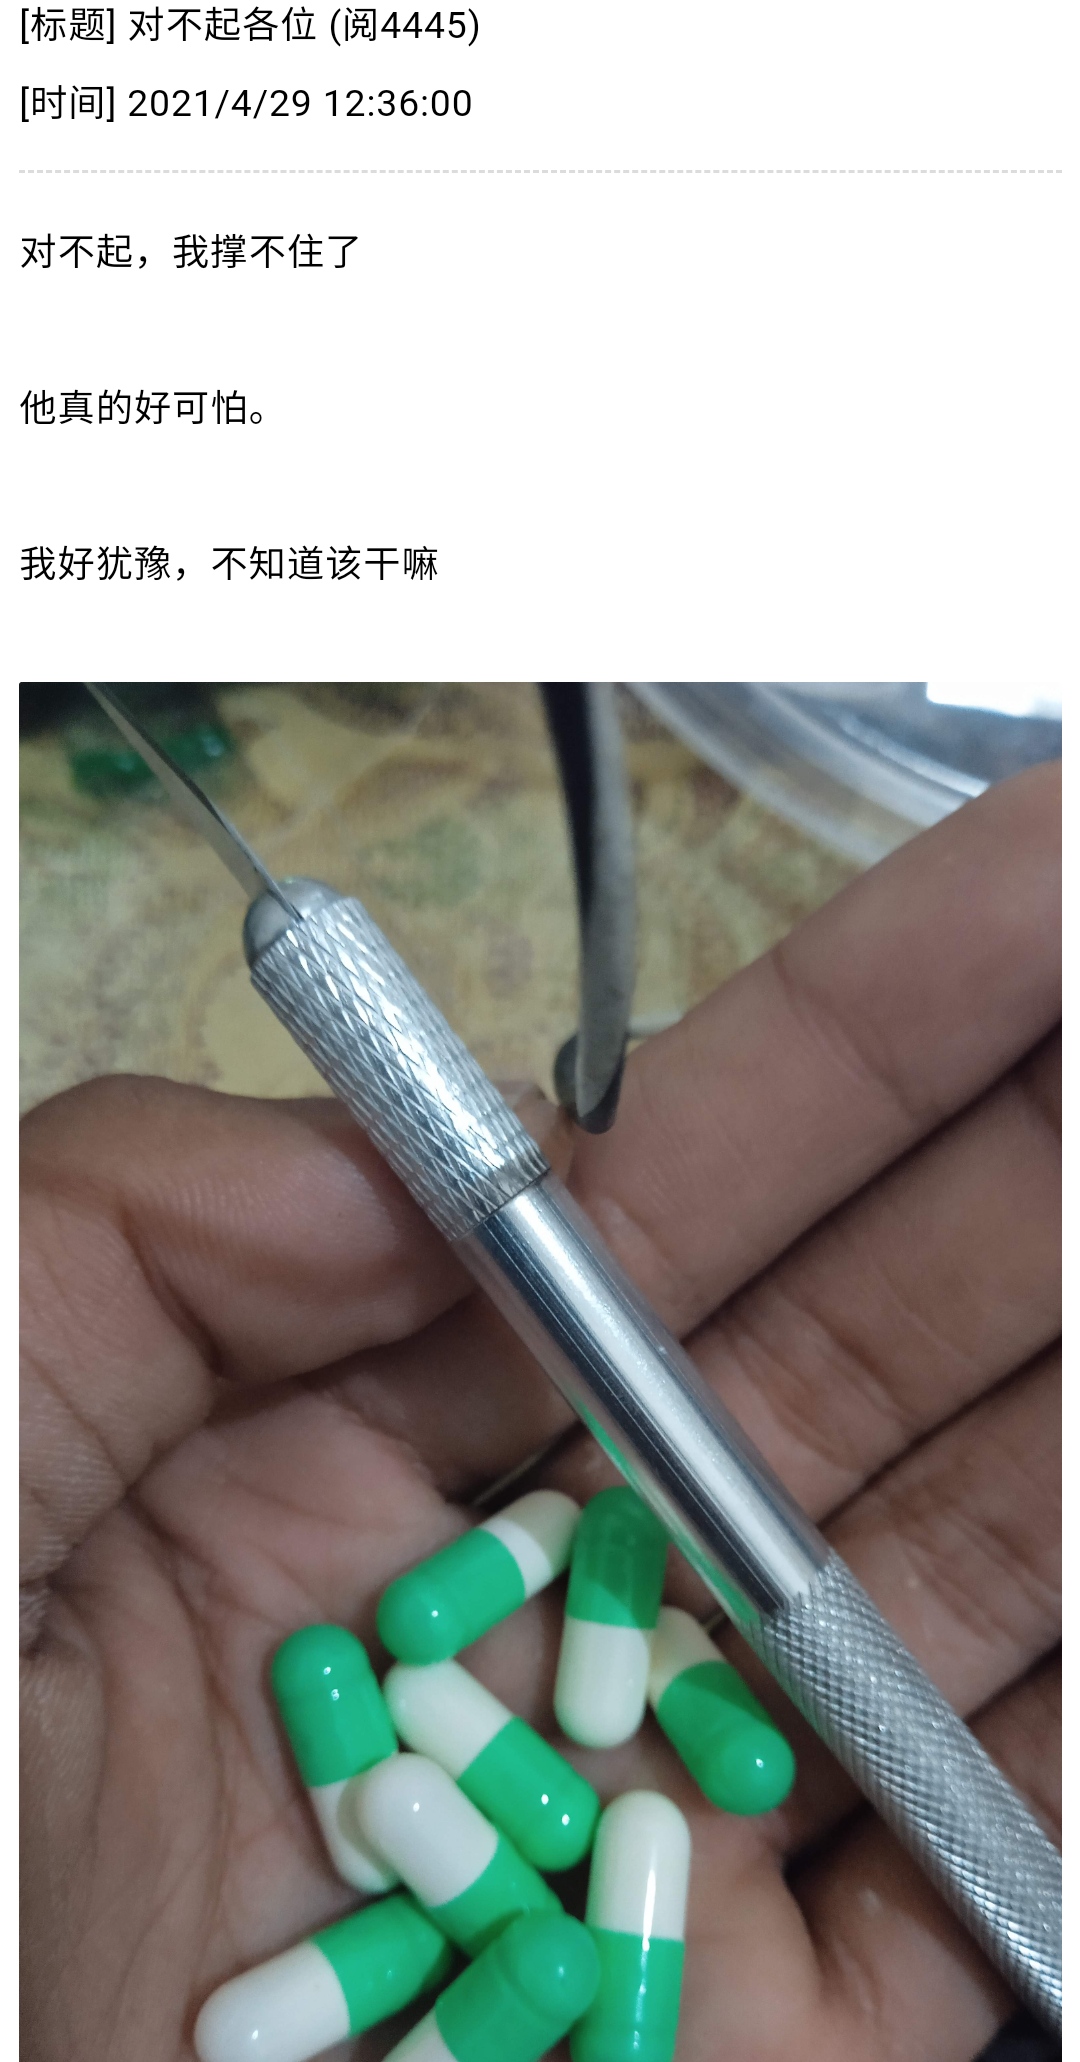 [标题] 对不起各位 (阅4445)
[时间] 2021/4/29 12:36:00
对不起，我撑不住了
他真的好可怕。
我好犹豫，不知道该干嘛